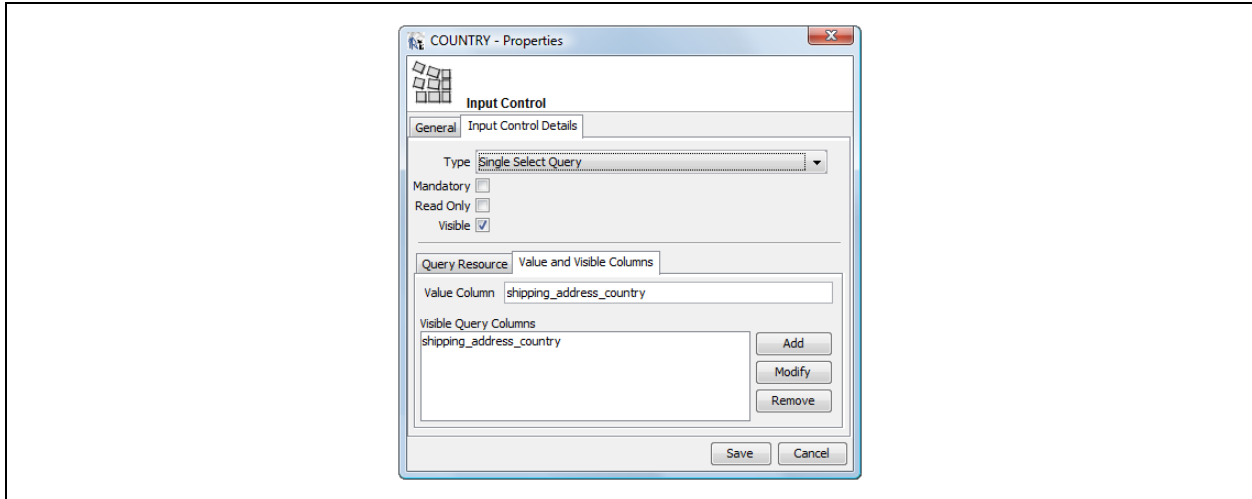 COUNTRY - Properties
Input Control
General Input Control Details
Type Single Select Query
Mandatory
Read Only
Visible
Query Resource Value and Visible Columns
Value Column shipping_address_country
Visible Query Columns
shipping_address_country
Add
Modify
Remove
Save Cancel